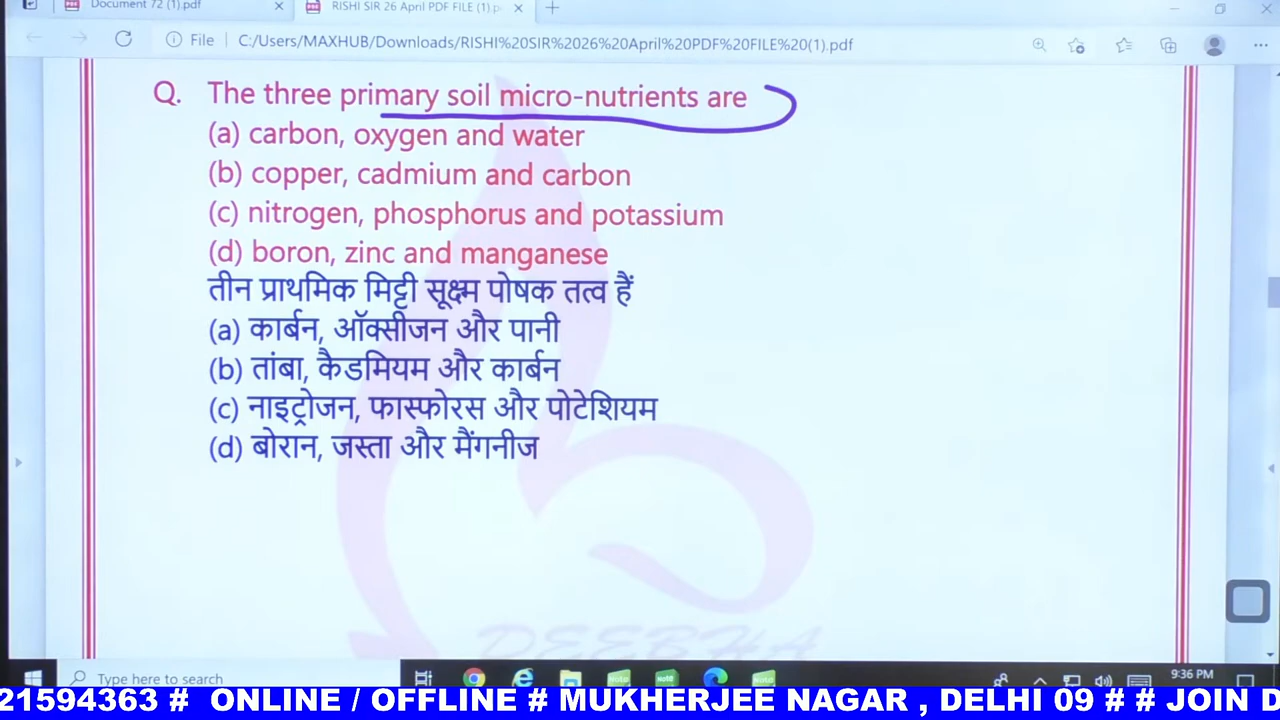 Document 72 (1).pdf
RISHI SIR 26 April PDF FILE (1).p
File
C:/Users/MAXHUB/Downloads/RISHI%20SIR%2026%20April%20PDF%20FILE%20(1).pdf
Q. The three primary soil micro-nutrients are
(a) carbon, oxygen and water
(b) copper, cadmium and carbon
(c) nitrogen, phosphorus and potassium
(d) boron, zinc and manganese
तीन प्राथमिक मिट्टी सूक्ष्म पोषक तत्व हैं
(a) कार्बन, ऑक्सीजन और पानी
(b) तांबा, कैडमियम और कार्बन
(c) नाइट्रोजन, फास्फोरस और पोटेशियम
(d) बोरान, जस्ता और मैंगनीज
DEEBHA
Type here to search
9:36 PM
21594363 # ONLINE / OFFLINE # MUKHERJEE NAGAR , DELHI 09 # # JOIN D